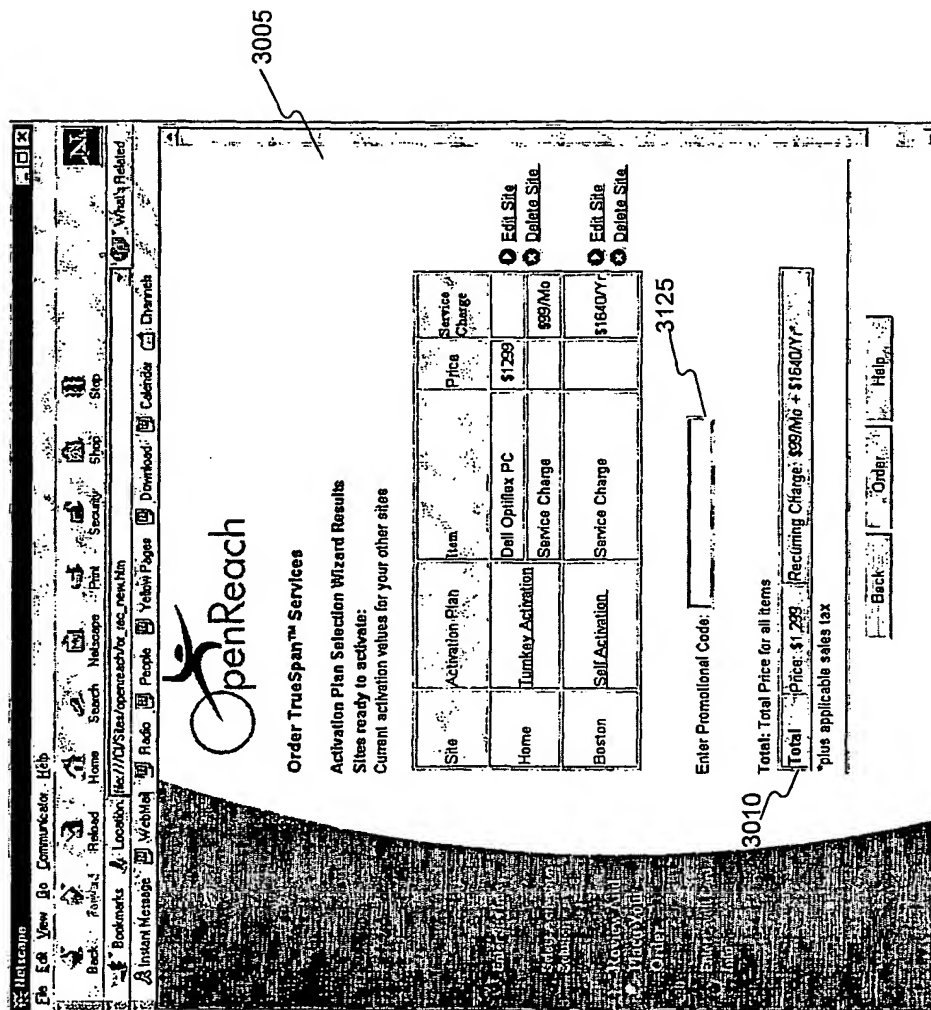 Netscape
File Edit View Go Communicator Help
Back Reload Home Search Netscape Print Security Shop Stop
Bookmarks Location: What's Related
Instant Message WebMail Radio People Yellow Pages Download Calendar Channels
OpenReach
Order TrueSpan™ Services
Activation Plan Selection Wizard Results
Sites ready to activate:
Current activation values for your other sites
Site Activation Plan Item Price Service Charge
Home Turnkey Activation Dell Optiflex PC $1299
Service Charge $99/Mo
Edit Site
Delete Site
Boston Self Activation Service Charge $1640/Yr
Edit Site
Delete Site
Enter Promotional Code:
3125
Total: Total Price for all items
Total Price: $1,299 Recurring Charge: $99/Mo + $1640/Yr*
*plus applicable sales tax
Back Order Help
3005
3010